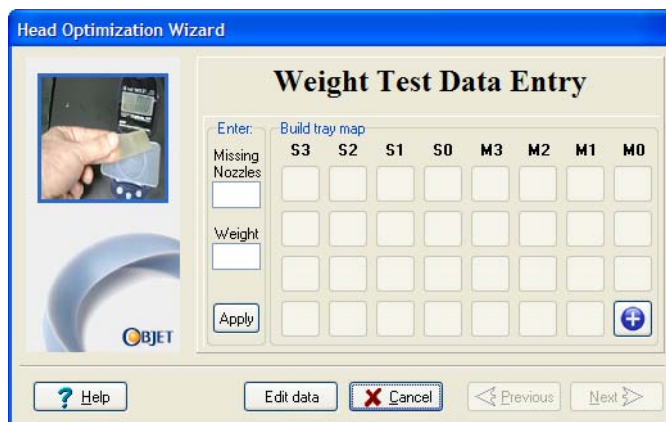 Head Optimization Wizard
Weight Test Data Entry
Enter:
Missing
Nozzles
Weight
Apply
Build tray map
S3 S2 S1 S0 M3 M2 M1 M0
OBJET
Help
Edit data
Cancel
Previous
Next